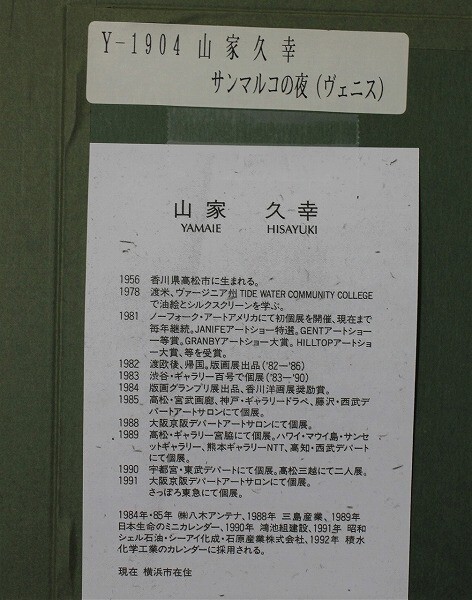 Y-1904 山家久幸
サンマルコの夜(ヴェニス)
山家 久幸
YAMAIE HISAYUKI
1956 香川県高松市に生まれる。
1978 渡米、ヴァージニア州 TIDE WATER COMMUNITY COLLEGE
で油絵とシルクスクリーンを学ぶ。
1981 ノーフォーク・アートアメリカにて初個展を開催、現在まで
毎年継続。JANIFEアートショー特選。GENTアートショー
一等賞。GRANBYアートショー大賞。HILLTOPアートショ
ー大賞、等を受賞。
1982 渡欧後、帰国。版画展出品('82—'86)
1983 渋谷・ギャラリー百号で個展('83—'90)
1984 版画グランプリ展出品、香川洋画展奨励賞。
1985 高松・宮武画廊、神戸・ギャラリードラペ、藤沢・西武デ
パートアートサロンにて個展。
1988 大阪京阪デパートアートサロンにて個展。
1989 高松・ギャラリー宮脇にて個展。ハワイ・マウイ島・サンセ
ットギャラリー、熊本ギャラリーNTT、高知・西武デパート
にて個展。
1990 宇都宮・東武デパートにて個展。高松三越にて二人展。
1991 大阪京阪デパートアートサロンにて個展。
さっぽろ東急にて個展。
1984年・85年 ㈱八木アンテナ、1988年 三島産業、1989年
日本生命のミニカレンダー、1990年 鴻池組建設、1991年 昭和
シェル石油・シーアイ化成・石原産業株式会社、1992年 積水
化学工業のカレンダーに採用される。
現在 横浜市在住